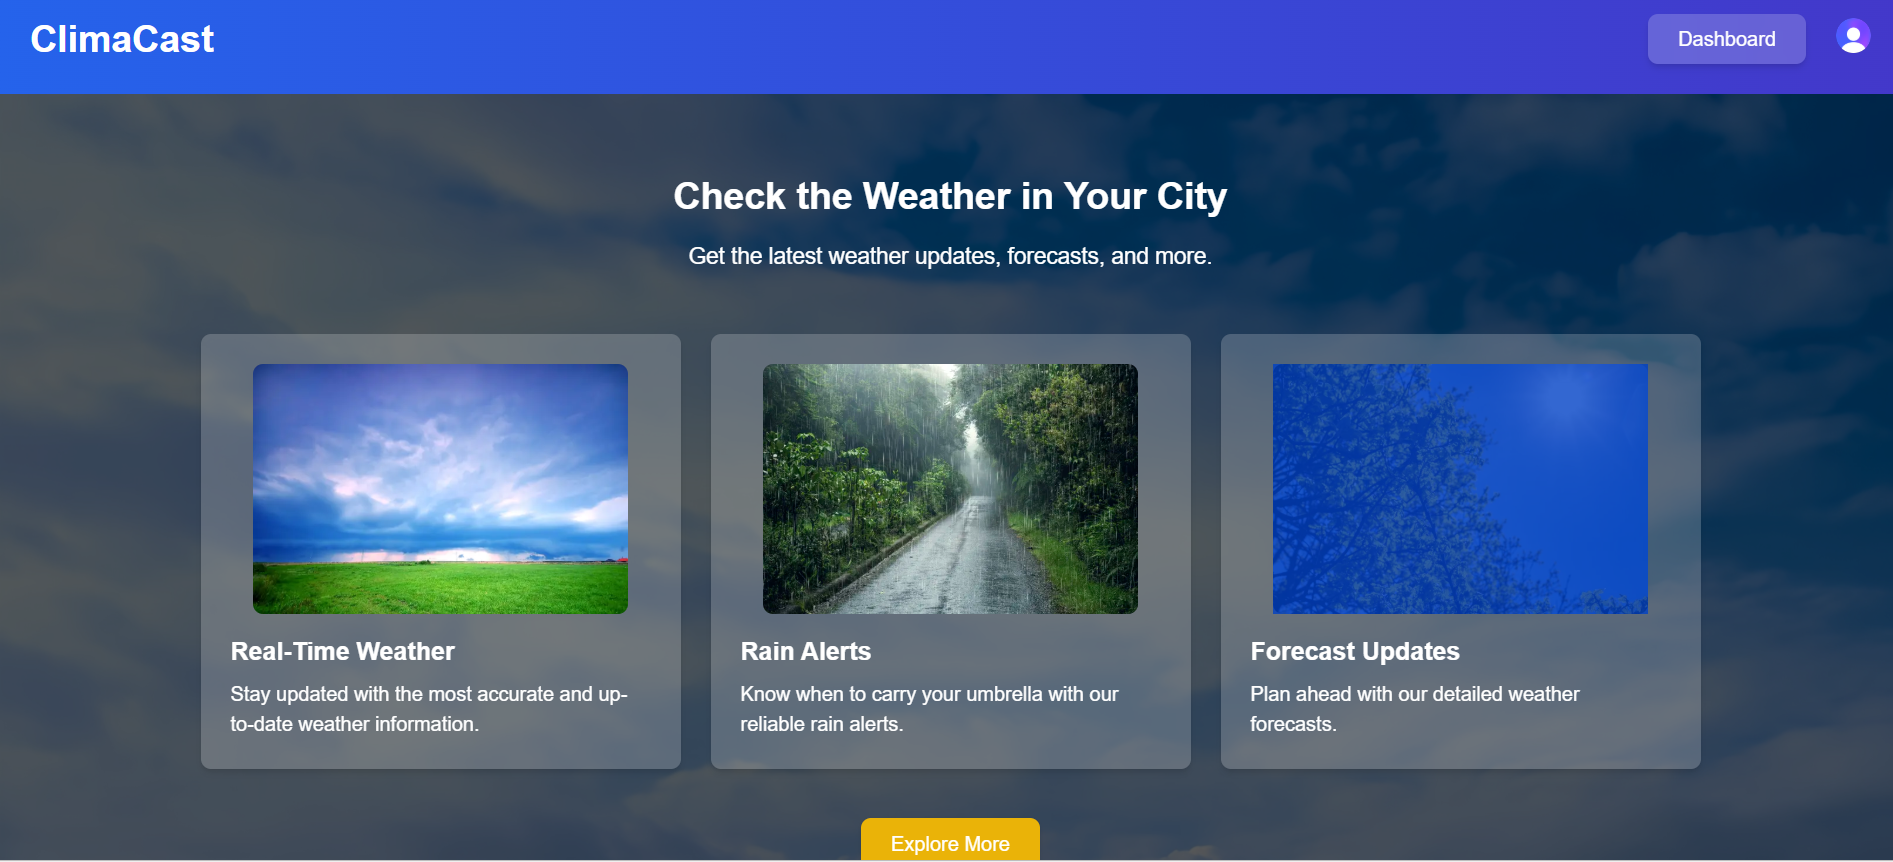 ClimaCast
Dashboard
Check the Weather in Your City
Get the latest weather updates, forecasts, and more.
Real-Time Weather
Stay updated with the most accurate and up-
to-date weather information.
Rain Alerts
Know when to carry your umbrella with our
reliable rain alerts.
Forecast Updates
Plan ahead with our detailed weather
forecasts.
Explore More